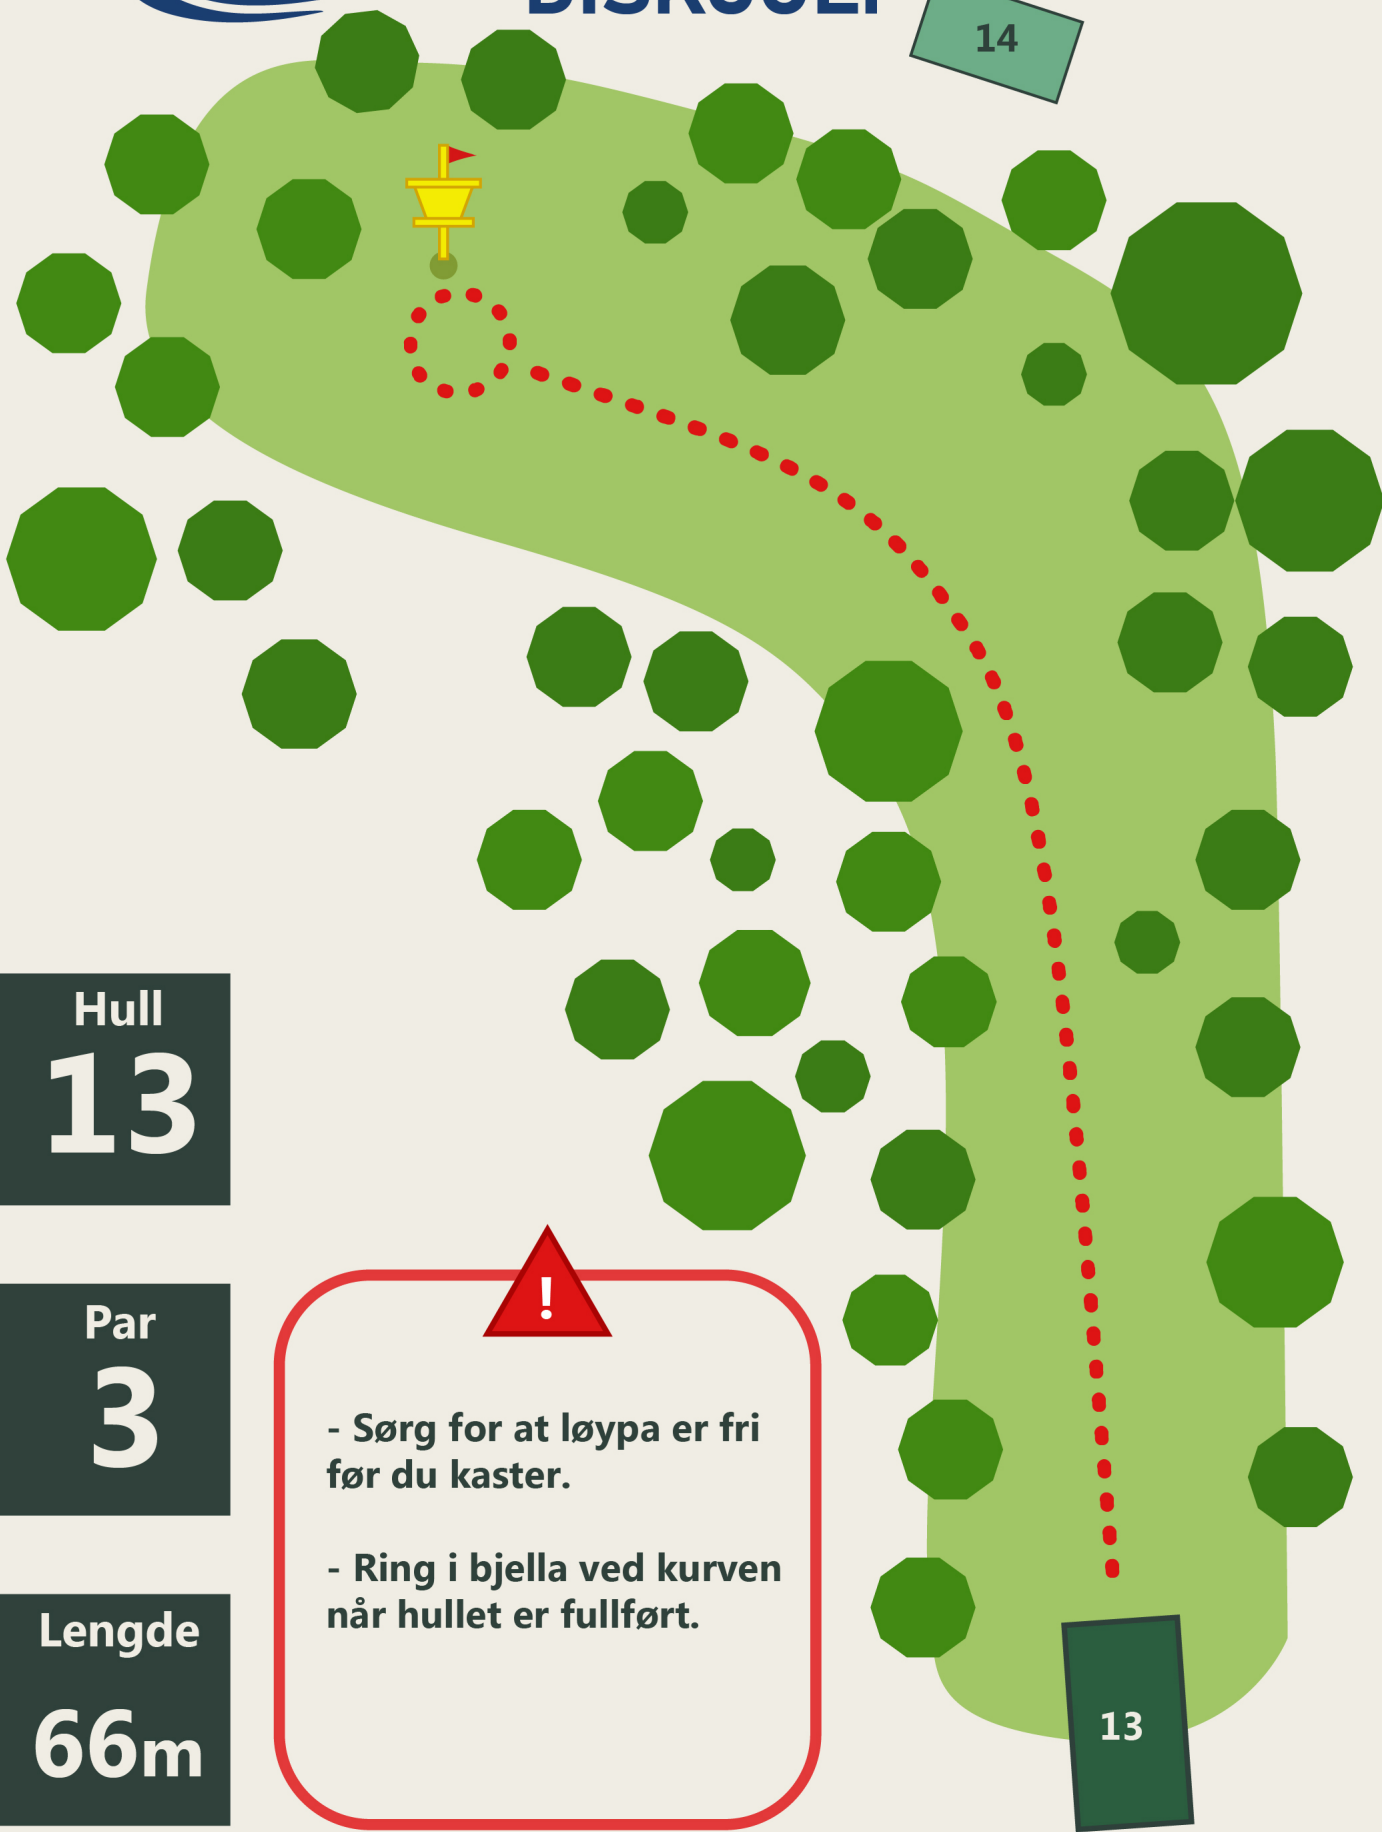 DISKGOLF
14
Hull
13
Par
3
Lengde
66m
!
- Sørg for at løypa er fri
før du kaster.
- Ring i bjella ved kurven
når hullet er fullført.
13